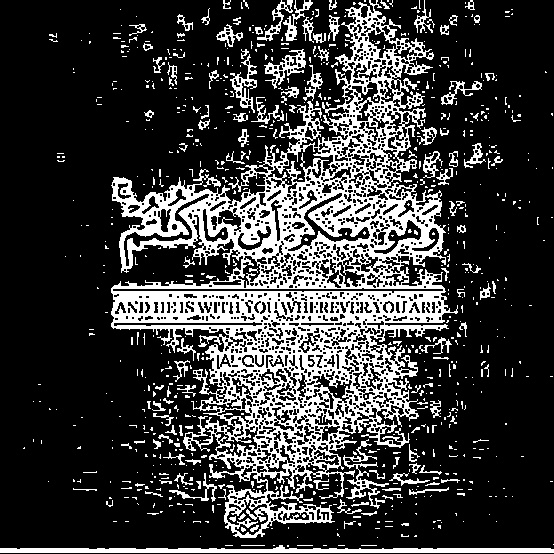 وَهُوَ مَعَكُمْ أَيْنَ مَا كُنتُمْ ۚ
AND HE IS WITH YOU WHEREVER YOU ARE
[AL-QURAN | 57:4]